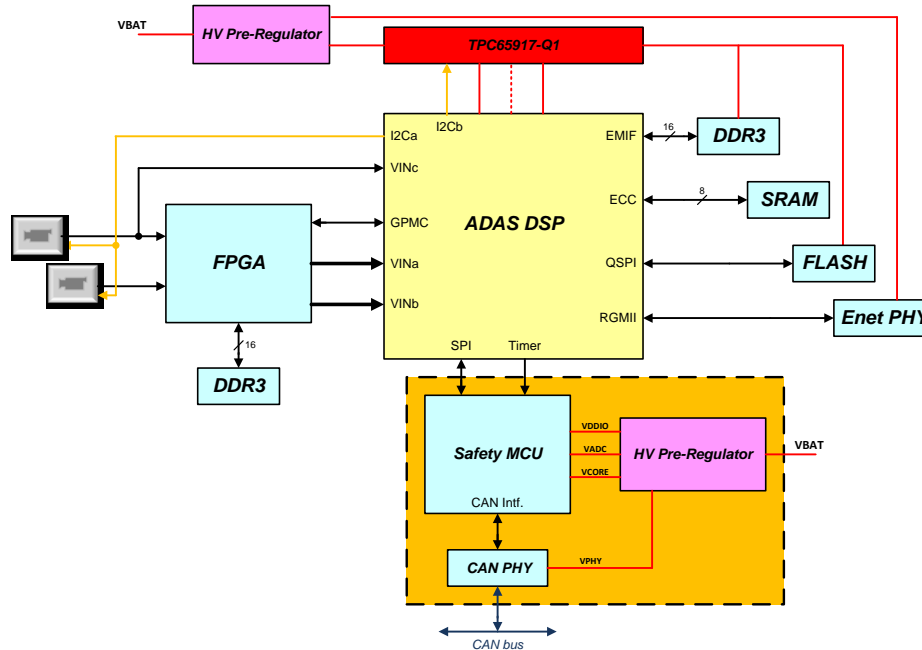 VBAT
HV Pre-Regulator
TPC65917-Q1
I2Ca
I2Cb
EMIF
16
DDR3
VINc
ECC
8
SRAM
GPMC
ADAS DSP
FPGA
VINa
QSPI
FLASH
VINb
RGMII
Enet PHY
16
DDR3
SPI
Timer
Safety MCU
VDDIO
VADC
VCORE
HV Pre-Regulator
VBAT
CAN Intf.
CAN PHY
VPHY
CAN bus